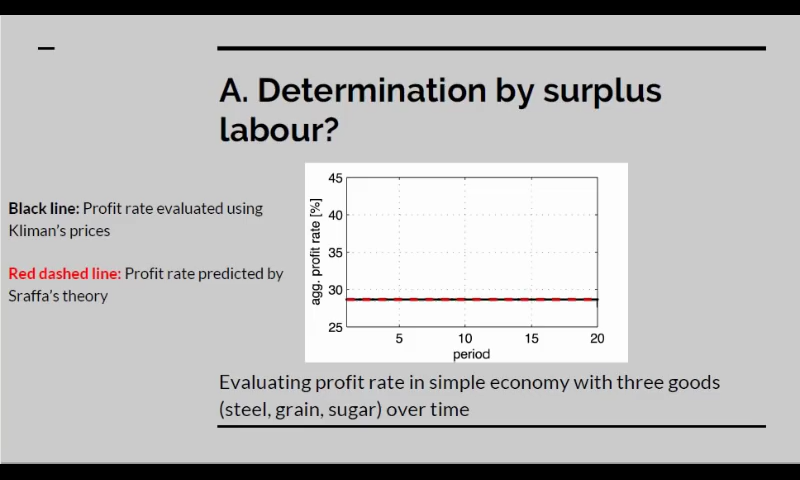 A. Determination by surplus
labour?
Black line: Profit rate evaluated using
Kliman's prices
Red dashed line: Profit rate predicted by
Sraffa's theory
agg. profit rate [%]
45
40
35
30
25
5 10 15 20
period
Evaluating profit rate in simple economy with three goods
(steel, grain, sugar) over time